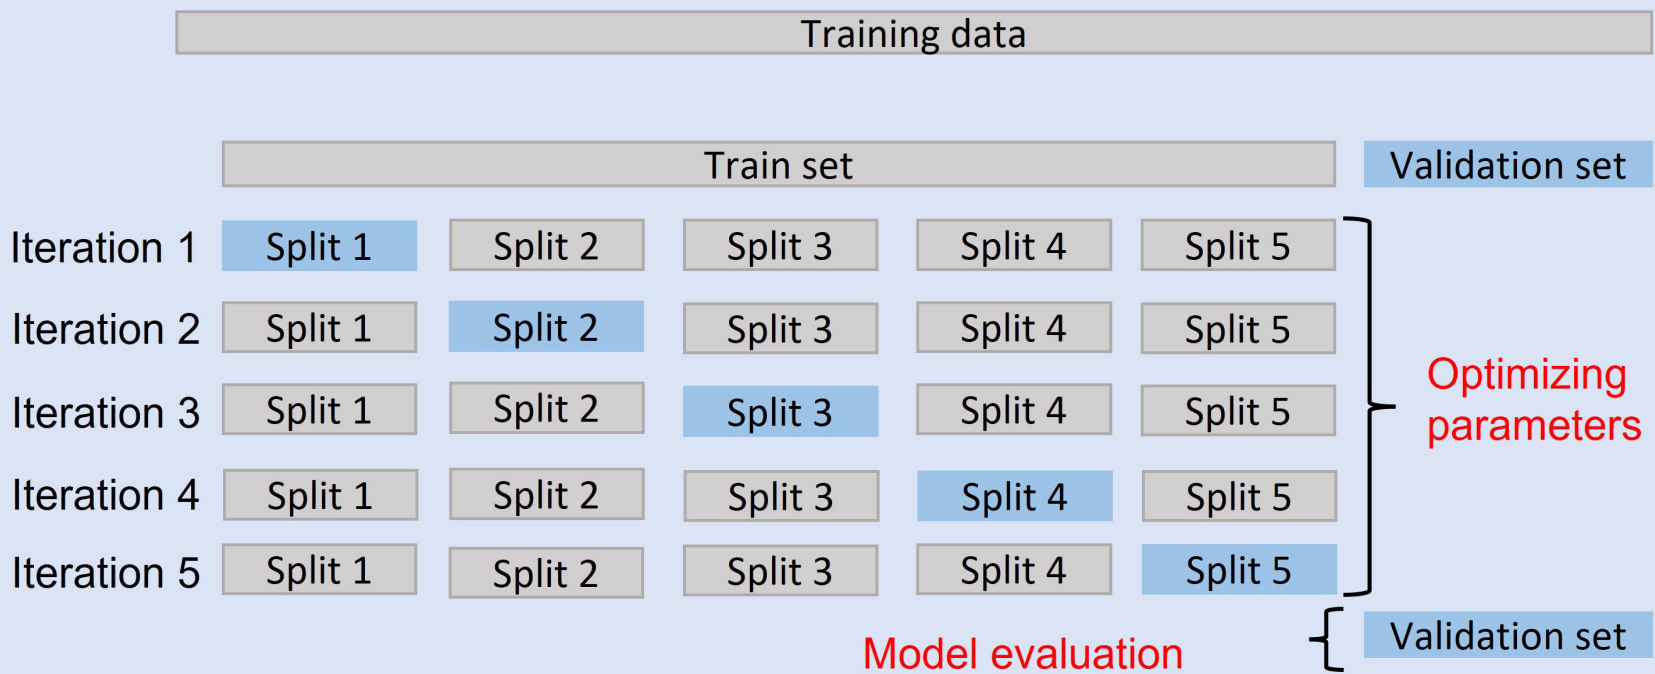 Training data
Train set
Validation set
Iteration 1 Split 1 Split 2 Split 3 Split 4 Split 5
Iteration 2 Split 1 Split 2 Split 3 Split 4 Split 5
Iteration 3 Split 1 Split 2 Split 3 Split 4 Split 5
Iteration 4 Split 1 Split 2 Split 3 Split 4 Split 5
Iteration 5 Split 1 Split 2 Split 3 Split 4 Split 5
Optimizing
parameters
Model evaluation
Validation set